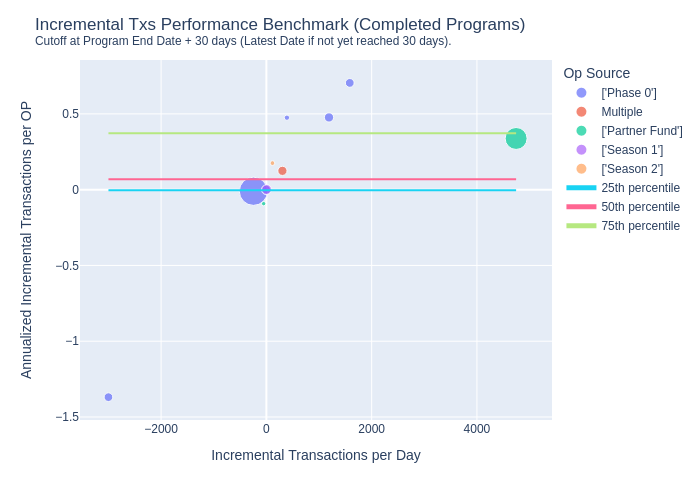 Incremental Txs Performance Benchmark (Completed Programs)
Cutoff at Program End Date + 30 days (Latest Date if not yet reached 30 days).
Op Source
['Phase 0']
Multiple
['Partner Fund']
['Season 1']
['Season 2']
25th percentile
50th percentile
75th percentile
Annualized Incremental Transactions per OP
0.5
0
−0.5
−1
−1.5
−2000
0
2000
4000
Incremental Transactions per Day